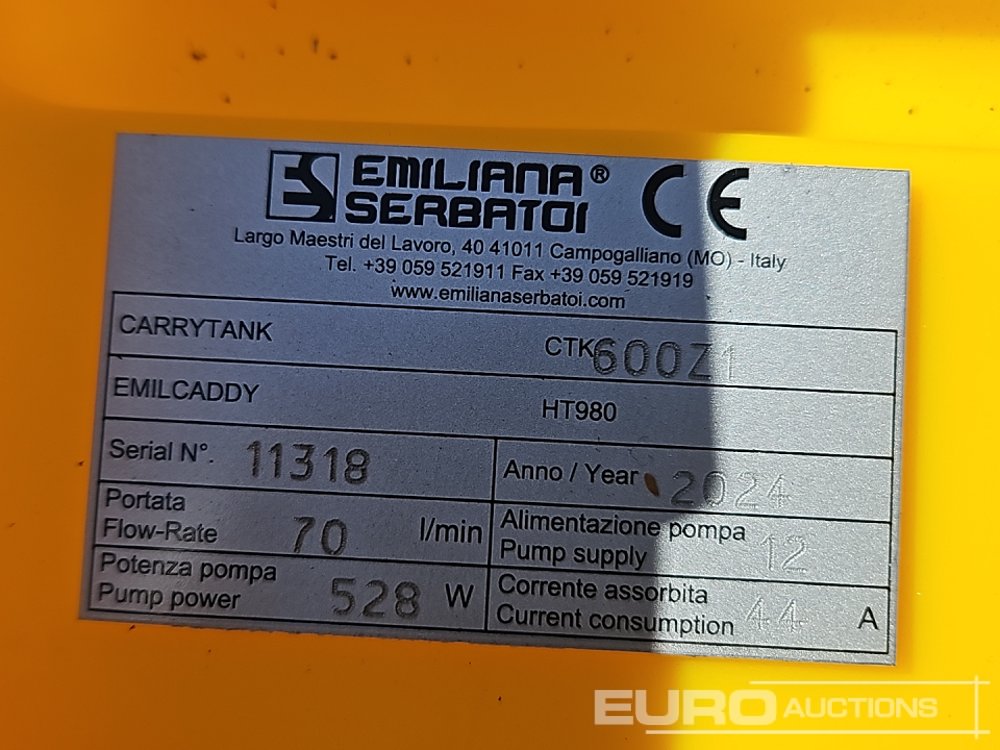 EMILIANA®
SERBATOI
CE
Largo Maestri del Lavoro, 40 41011 Campogalliano (MO) - Italy
Tel. +39 059 521911 Fax +39 059 521919
www.emilianaserbatoi.com
CARRYTANK CTK600Z1
EMILCADDY HT980
Serial N°. 11318
Anno / Year 2024
Portata
Flow-Rate 70 l/min
Alimentazione pompa
Pump supply 12
Potenza pompa
Pump power 528 W
Corrente assorbita
Current consumption 44 A
EURO AUCTIONS